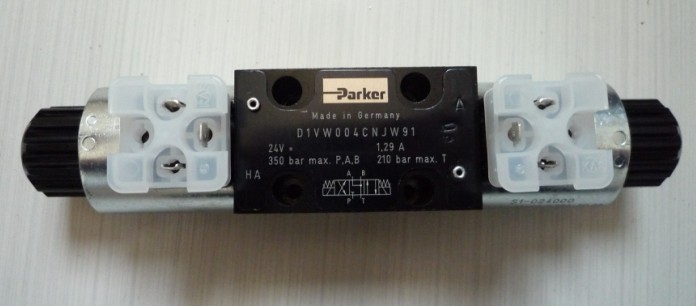 Parker
Made in Germany
D1VW004CNJW91
24V = 1,29 A
350 bar max. P,A,B 210 bar max. T
HA
A
A B
P T